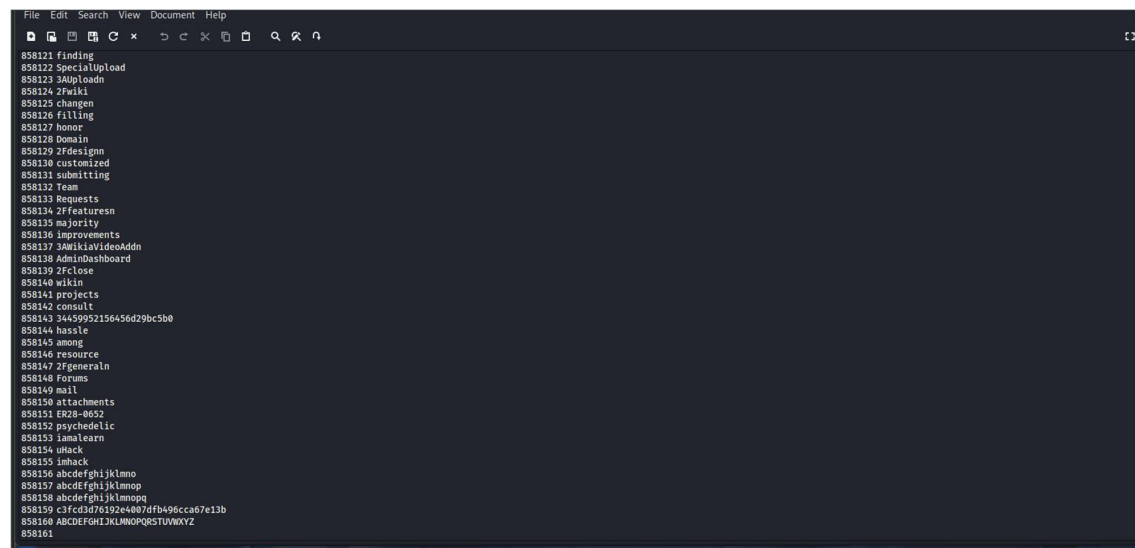 File Edit Search View Document Help
858121 finding
858122 SpecialUpload
858123 3AUploadn
858124 2Fwiki
858125 changen
858126 filling
858127 honor
858128 Domain
858129 2Fdesignn
858130 customized
858131 submitting
858132 Team
858133 Requests
858134 2Ffeaturesn
858135 majority
858136 improvements
858137 3AWikiaVideoAddn
858138 AdminDashboard
858139 2Fclose
858140 wikin
858141 projects
858142 consult
858143 34459952156456d29bc5b0
858144 hassle
858145 among
858146 resource
858147 2Fgeneraln
858148 Forums
858149 mail
858150 attachments
858151 ER28-0652
858152 psychedelic
858153 iamalearn
858154 uHack
858155 imhack
858156 abcdefghijklmno
858157 abcdEfghijklmnop
858158 abcdefghijklmnopq
858159 c3fcd3d76192e4007dfb496cca67e13b
858160 ABCDEFGHIJKLMNOPQRSTUVWXYZ
858161